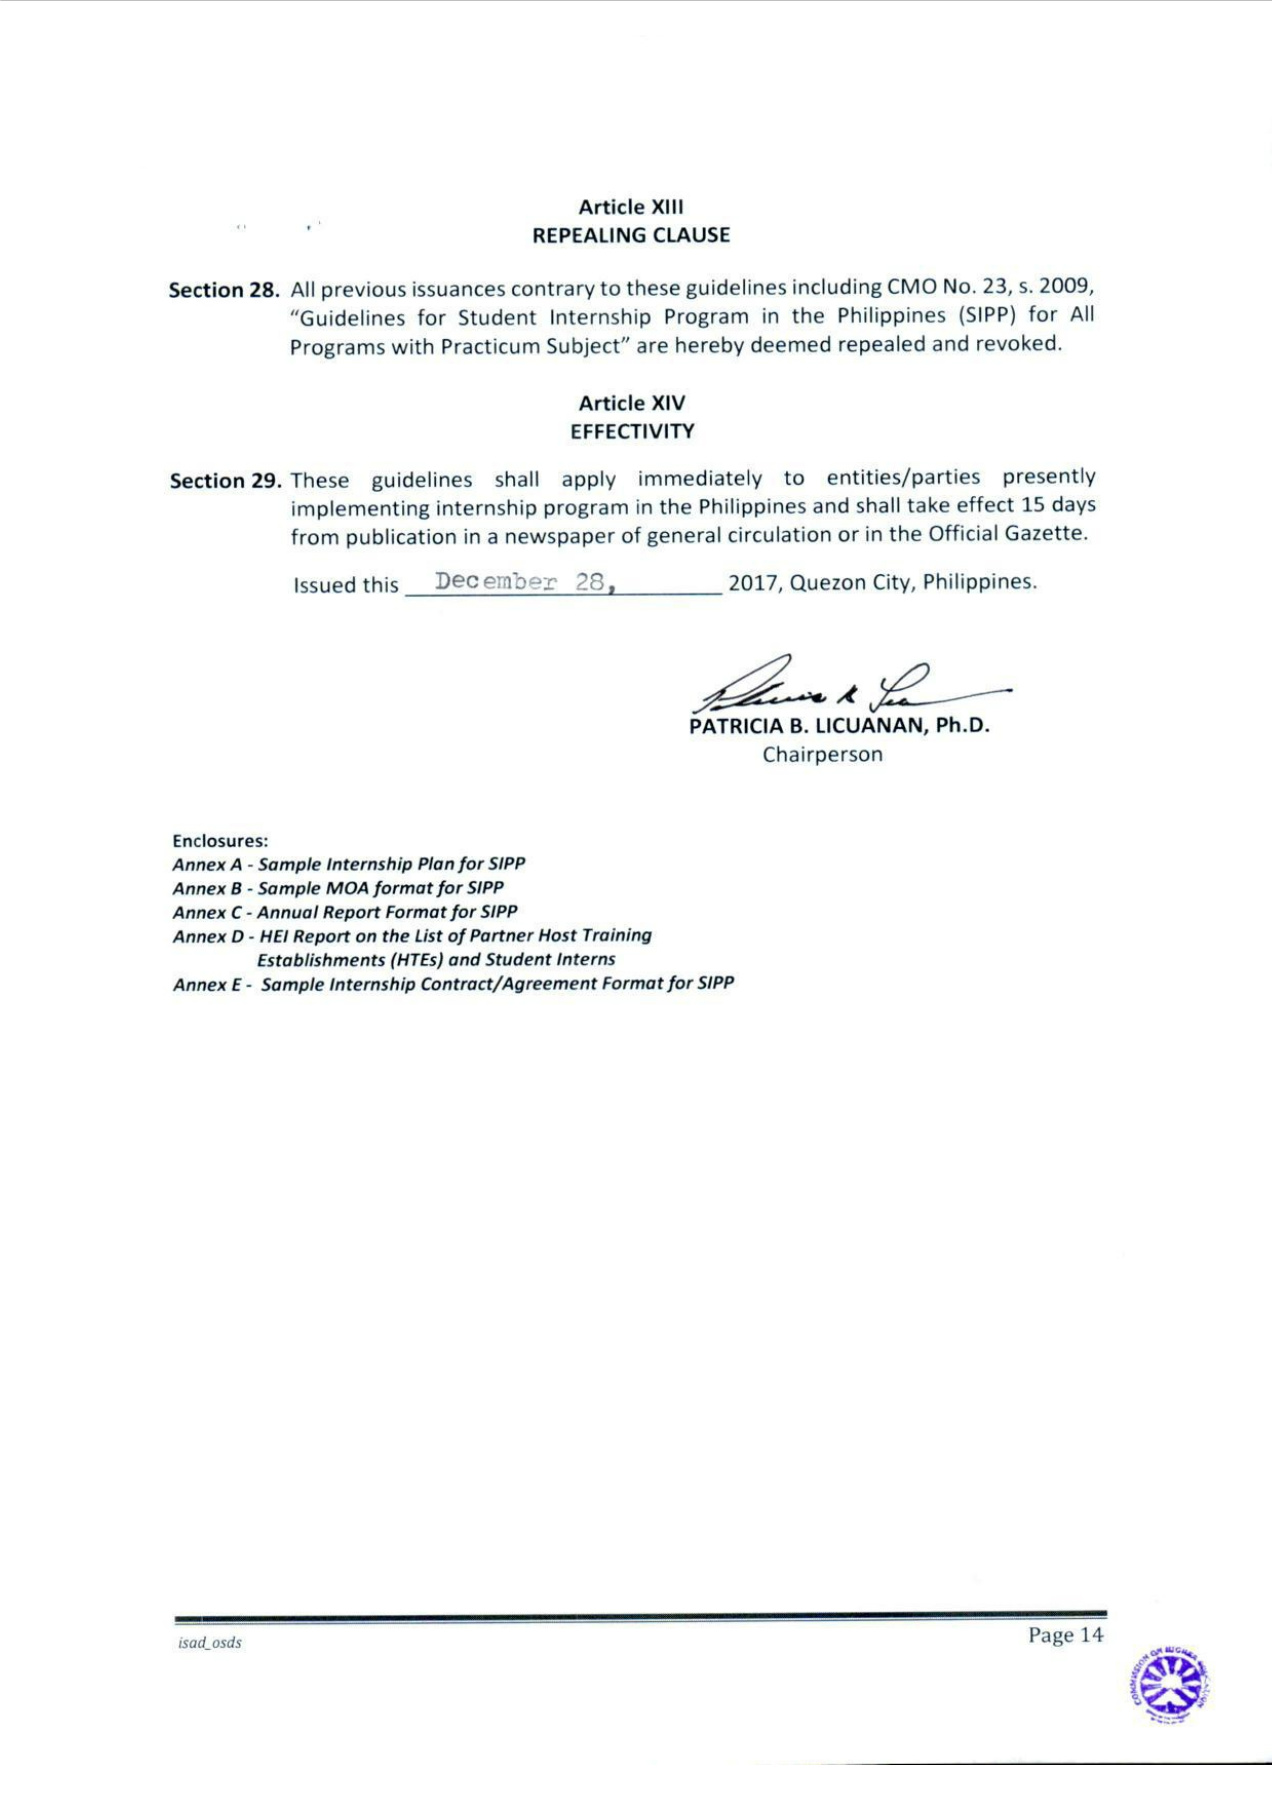 Article XIII
REPEALING CLAUSE
Section 28. All previous issuances contrary to these guidelines including CMO No. 23, s. 2009,
“Guidelines for Student Internship Program in the Philippines (SIPP) for All
Programs with Practicum Subject” are hereby deemed repealed and revoked.
Article XIV
EFFECTIVITY
Section 29. These guidelines shall apply immediately to entities/parties presently
implementing internship program in the Philippines and shall take effect 15 days
from publication in a newspaper of general circulation or in the Official Gazette.
Issued this December 28, 2017, Quezon City, Philippines.
PATRICIA B. LICUANAN, Ph.D.
Chairperson
Enclosures:
Annex A - Sample Internship Plan for SIPP
Annex B - Sample MOA format for SIPP
Annex C - Annual Report Format for SIPP
Annex D - HEI Report on the List of Partner Host Training
Establishments (HTEs) and Student Interns
Annex E - Sample Internship Contract/Agreement Format for SIPP
isad_osds
Page 14
COMMISSION ON HIGHER EDUCATION